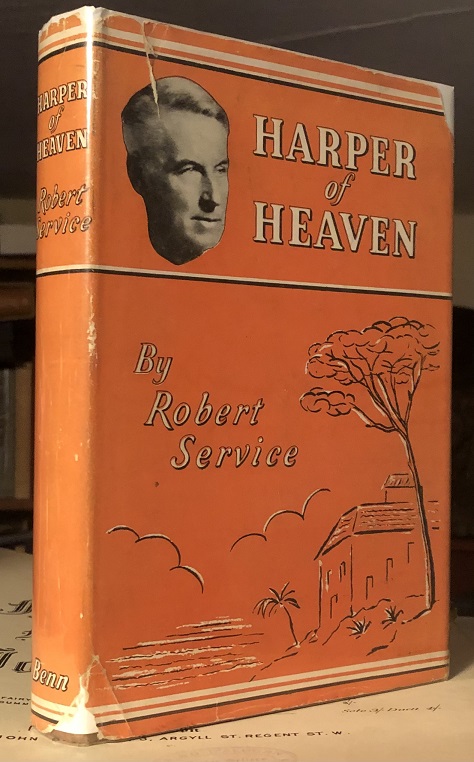 HARPER
of
HEAVEN
Robert
Service
Benn
HARPER
of
HEAVEN
By
Robert
Service
JOHN
ARGYLL ST. REGENT ST. W.